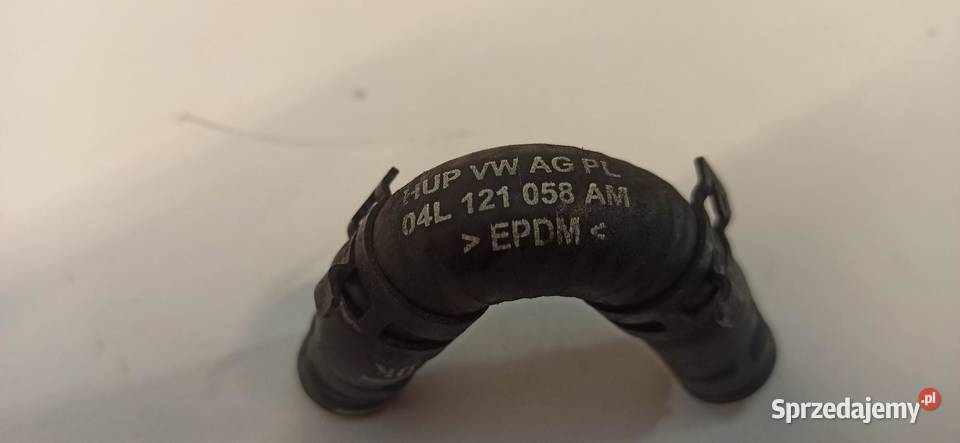 HUP VW AG PL
04L 121 058 AM
> EPDM <
Sprzedajemy.pl